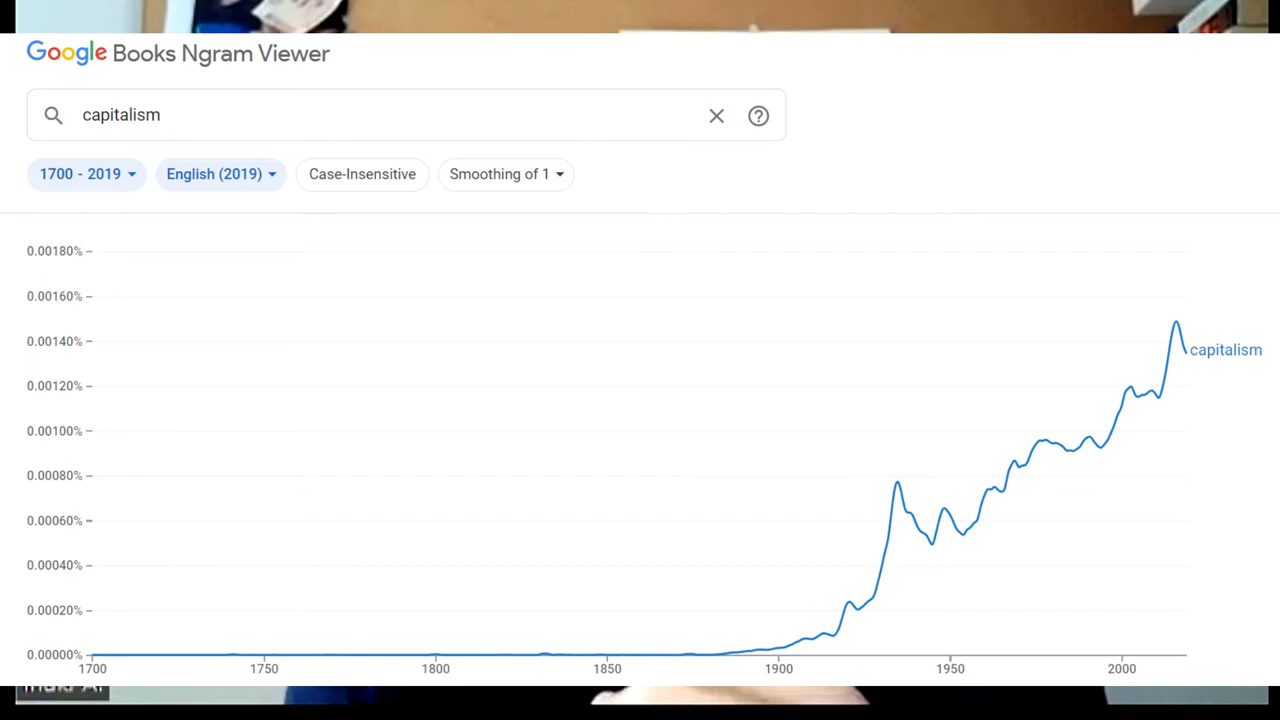 Google Books Ngram Viewer
capitalism
1700 - 2019 English (2019) Case-Insensitive Smoothing of 1
0.00180%
0.00160%
0.00140%
capitalism
0.00120%
0.00100%
0.00080%
0.00060%
0.00040%
0.00020%
0.00000%
1700 1750 1800 1850 1900 1950 2000